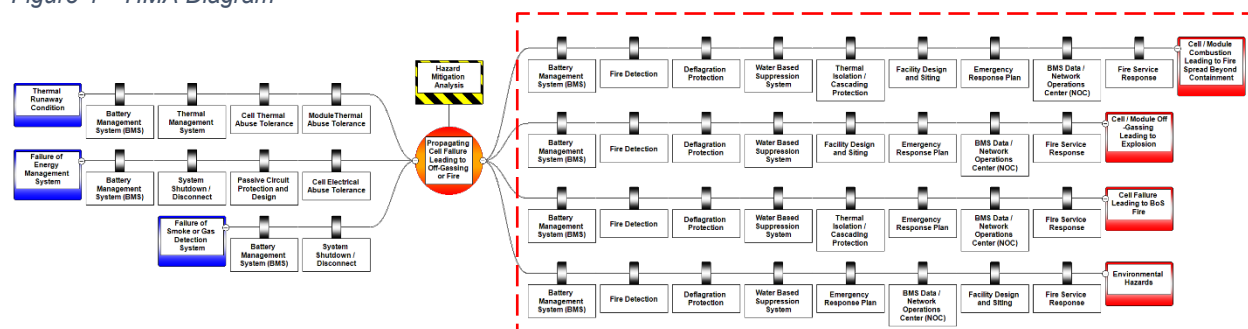 Figure
HMA Diagram
Hazard
Mitigation
Analysis
Propagating
Cell Failure
Leading to
Off-Gassing
or Fire
Thermal
Runaway
Condition
Battery
Management
System (BMS)
Thermal
Management
System
Cell Thermal
Abuse Tolerance
Module Thermal
Abuse Tolerance
Failure of
Energy
Management
System
Battery
Management
System (BMS)
System
Shutdown /
Disconnect
Passive Circuit
Protection and
Design
Cell Electrical
Abuse Tolerance
Failure of
Smoke or Gas
Detection
System
Battery
Management
System (BMS)
System
Shutdown /
Disconnect
Battery
Management
System (BMS)
Fire Detection
Deflagration
Protection
Water Based
Suppression
System
Thermal
Isolation /
Cascading
Protection
Facility Design
and Siting
Emergency
Response Plan
BMS Data /
Network
Operations
Center (NOC)
Fire Service
Response
Cell / Module
Combustion
Leading to Fire
Spread Beyond
Containment
Battery
Management
System (BMS)
Fire Detection
Deflagration
Protection
Water Based
Suppression
System
Facility Design
and Siting
Emergency
Response Plan
BMS Data /
Network
Operations
Center (NOC)
Fire Service
Response
Cell / Module Off
-Gassing
Leading to
Explosion
Battery
Management
System (BMS)
Fire Detection
Deflagration
Protection
Water Based
Suppression
System
Thermal
Isolation /
Cascading
Protection
Emergency
Response Plan
BMS Data /
Network
Operations
Center (NOC)
Fire Service
Response
Cell Failure
Leading to BoS
Fire
Battery
Management
System (BMS)
Fire Detection
Deflagration
Protection
Water Based
Suppression
System
Emergency
Response Plan
BMS Data /
Network
Operations
Center (NOC)
Facility Design
and Siting
Fire Service
Response
Environmental
Hazards